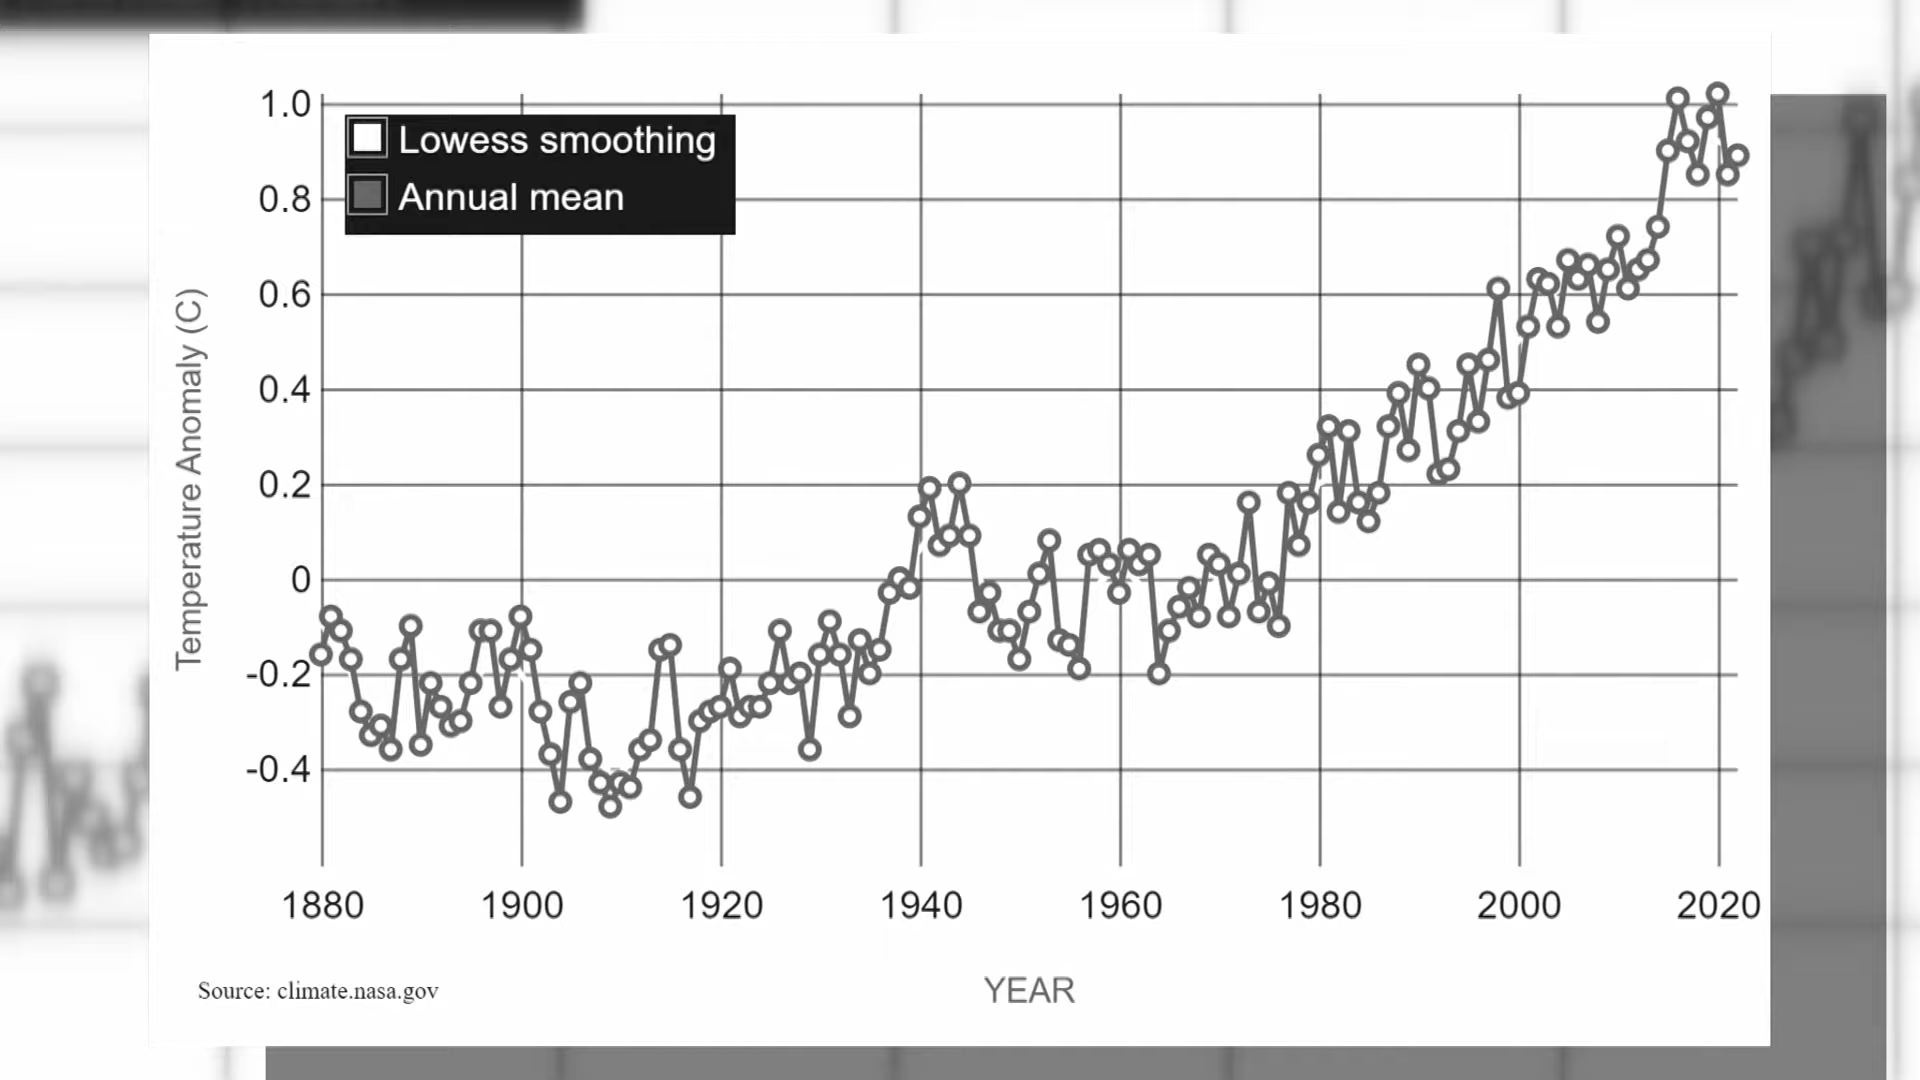 1.0
Lowess smoothing
Annual mean
0.8
0.6
0.4
0.2
0
-0.2
-0.4
Temperature Anomaly (C)
1880 1900 1920 1940 1960 1980 2000 2020
YEAR
Source: climate.nasa.gov